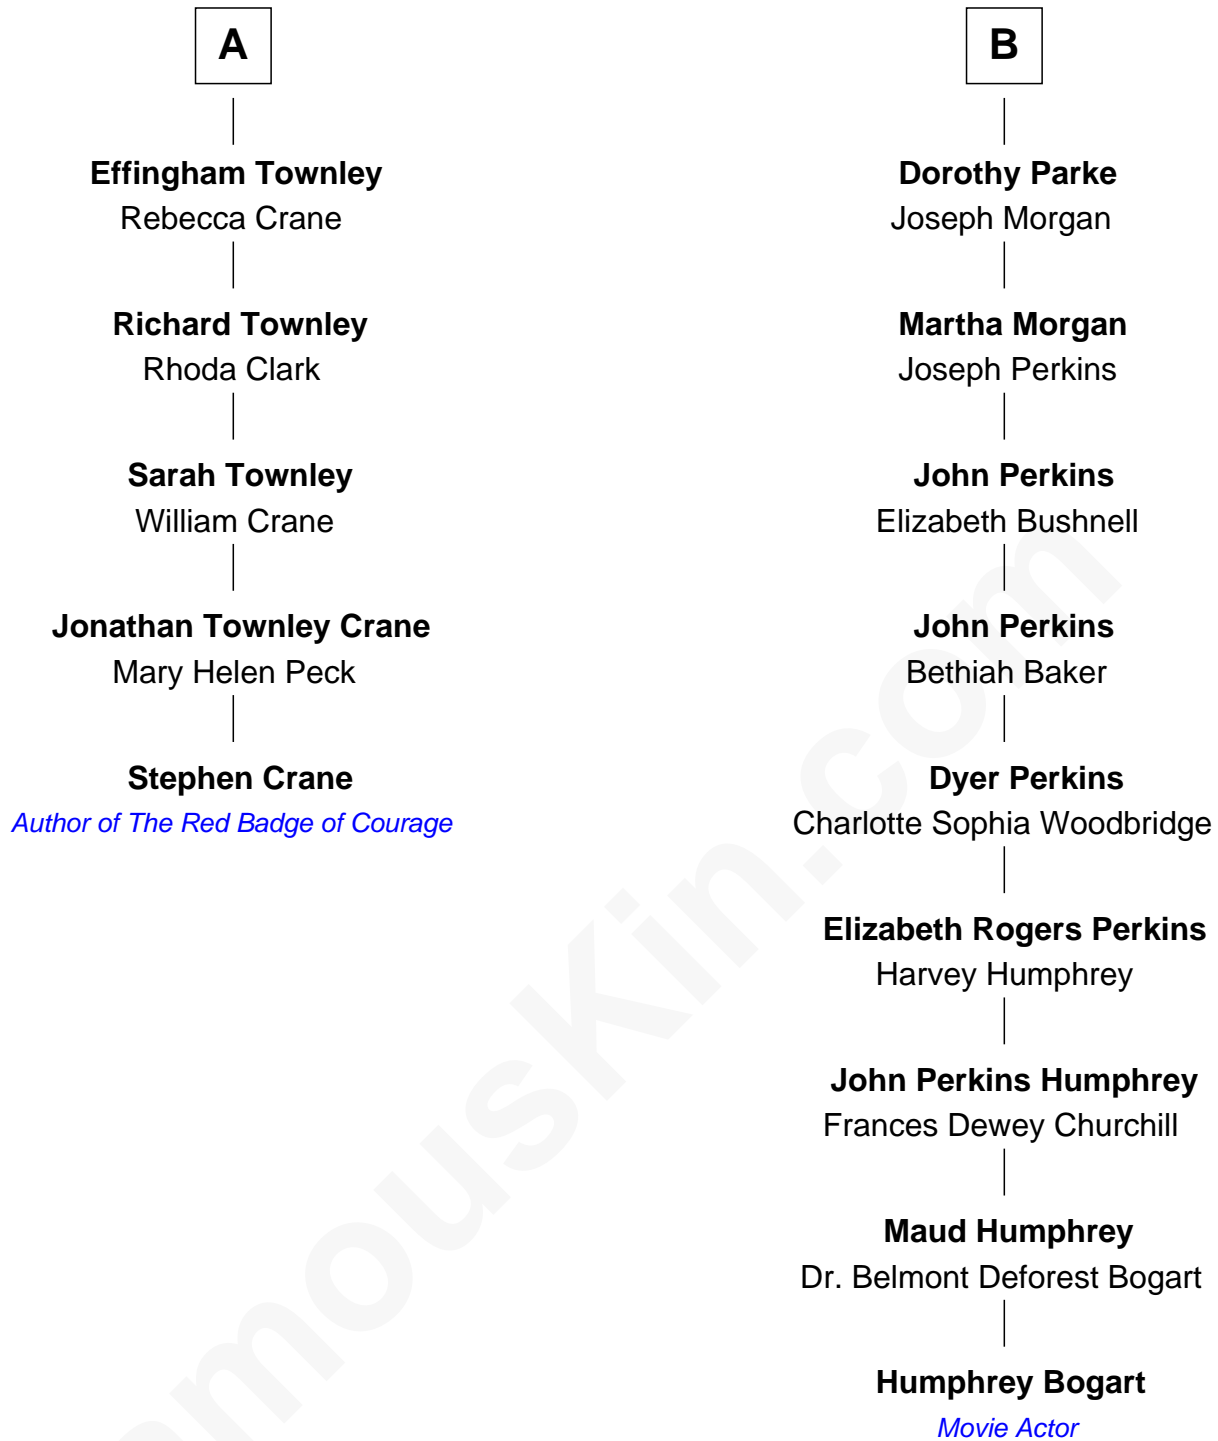 A
Effingham Townley
Rebecca Crane
Richard Townley
Rhoda Clark
Sarah Townley
William Crane
Jonathan Townley Crane
Mary Helen Peck
Stephen Crane
Author of The Red Badge of Courage
B
Dorothy Parke
Joseph Morgan
Martha Morgan
Joseph Perkins
John Perkins
Elizabeth Bushnell
John Perkins
Bethiah Baker
Dyer Perkins
Charlotte Sophia Woodbridge
Elizabeth Rogers Perkins
Harvey Humphrey
John Perkins Humphrey
Frances Dewey Churchill
Maud Humphrey
Dr. Belmont Deforest Bogart
Humphrey Bogart
Movie Actor
amousKin.com